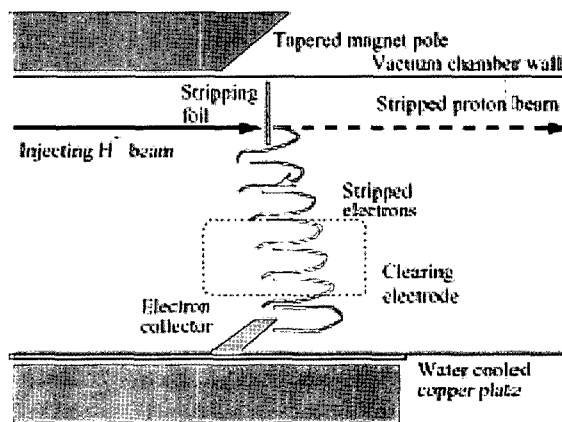 Tapered magnet pole
Vacuum chamber wall
Stripping
foil
Stripped proton beam
Injecting H⁻ beam
Stripped
electrons
Clearing
electrode
Electron
collector
Water cooled
copper plate